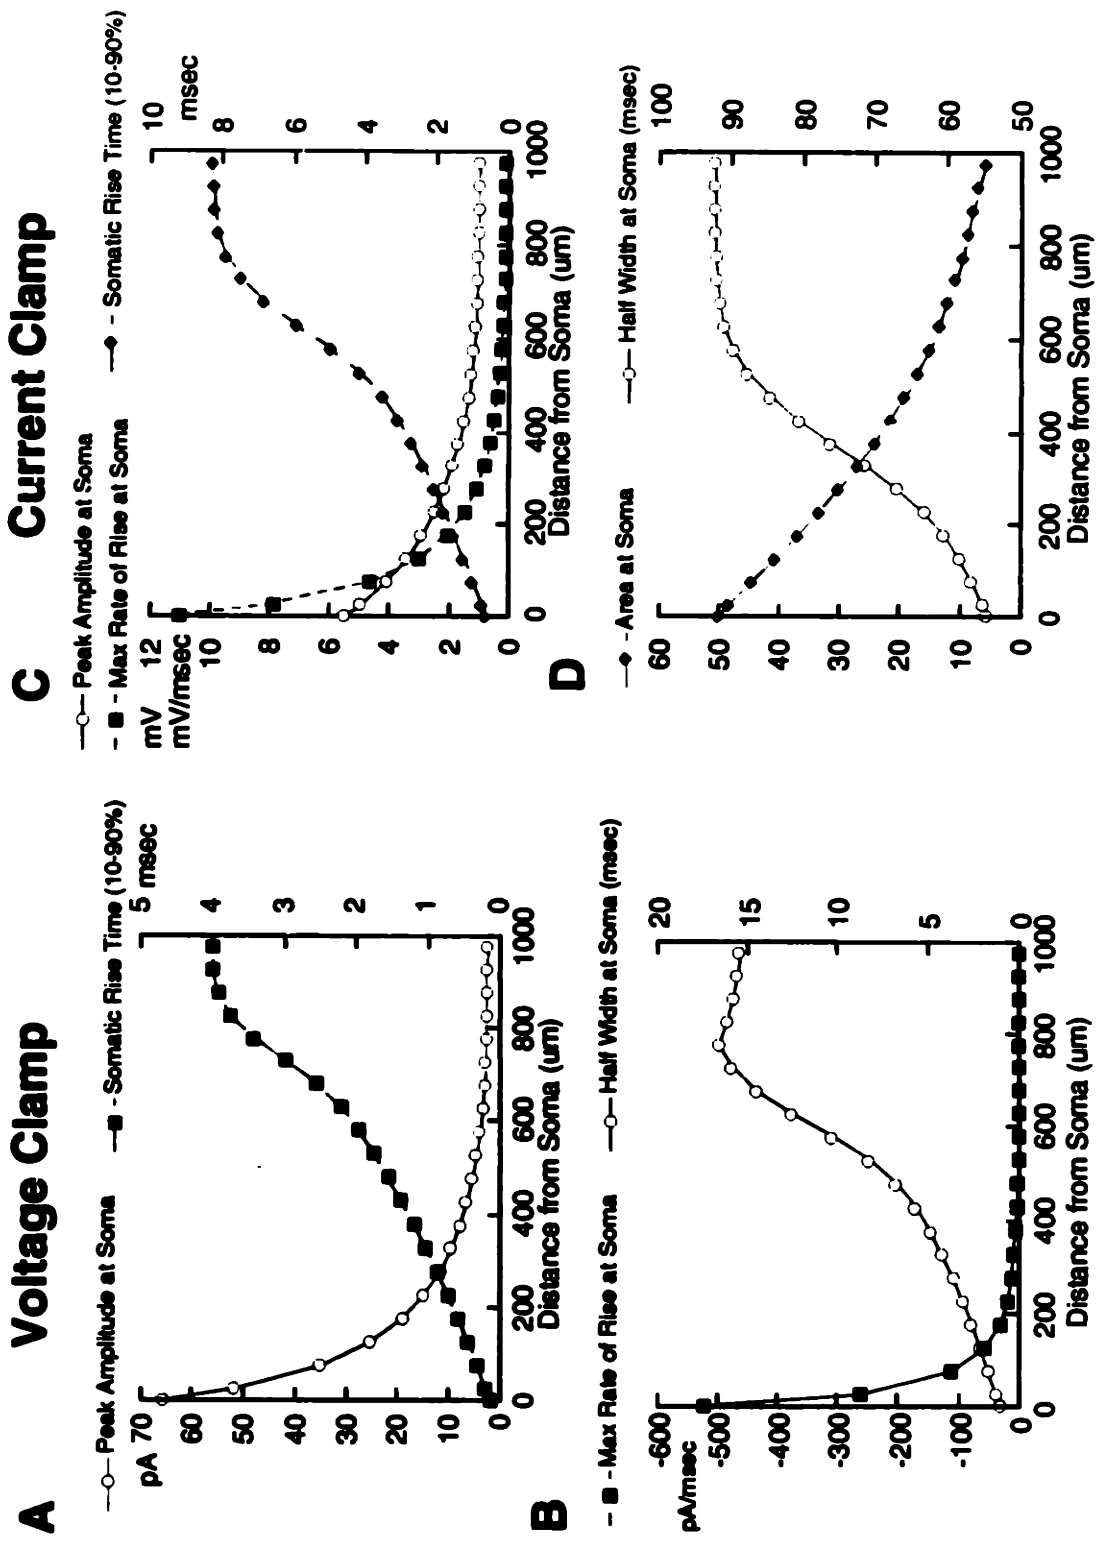 A Voltage Clamp
—○— Peak Amplitude at Soma —■— Somatic Rise Time (10-90%)
70 5
pA msec
60
50 4
40 3
30 2
20
10 1
0 0
0 200 400 600 800 1000
Distance from Soma (um)
B
– ■ - Max Rate of Rise at Soma —○— Half Width at Soma (msec)
-600 20
pA/msec
-500
-400 15
-300 10
-200
-100 5
0 0
0 200 400 600 800 1000
Distance from Soma (um)
C Current Clamp
—○— Peak Amplitude at Soma
– ■ - Max Rate of Rise at Soma —◆ - Somatic Rise Time (10-90%)
mV 12 10
mV/msec msec
10 8
8 6
6
4 4
2 2
0 0
0 200 400 600 800 1000
Distance from Soma (um)
D
—◆ - Area at Soma —○— Half Width at Soma (msec)
60 100
50 90
40 80
30 70
20
10 60
0 50
0 200 400 600 800 1000
Distance from Soma (um)